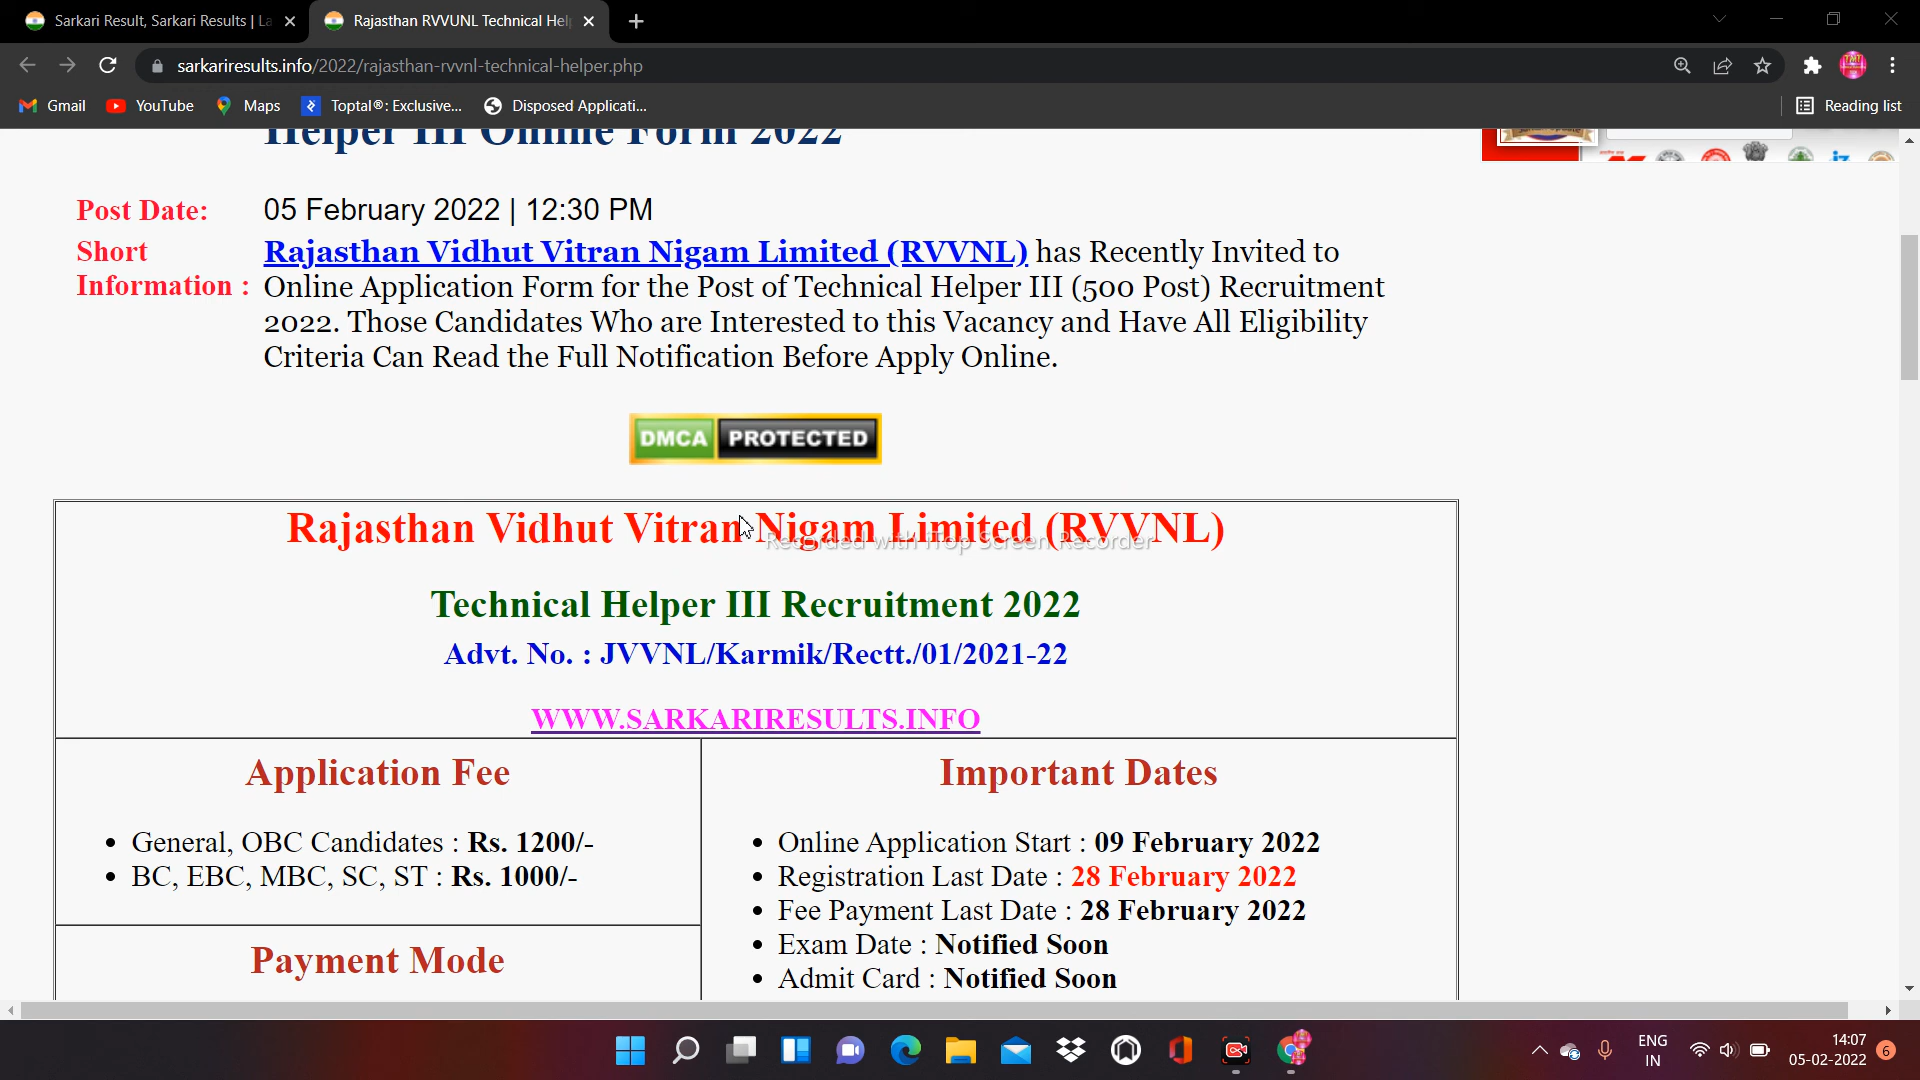 Sarkari Result, Sarkari Results | La
Rajasthan RVVUNL Technical Hel
sarkariresults.info/2022/rajasthan-rvvnl-technical-helper.php
Gmail
YouTube
Maps
Toptal®: Exclusive...
Disposed Applicati...
Reading list
Helper III Online Form 2022
Post Date: 05 February 2022 | 12:30 PM
Short Rajasthan Vidhut Vitran Nigam Limited (RVVNL) has Recently Invited to
Information : Online Application Form for the Post of Technical Helper III (500 Post) Recruitment
2022. Those Candidates Who are Interested to this Vacancy and Have All Eligibility
Criteria Can Read the Full Notification Before Apply Online.
DMCA PROTECTED
Rajasthan Vidhut Vitran Nigam Limited (RVVNL)
Recorded with iTop Screen Recorder
Technical Helper III Recruitment 2022
Advt. No. : JVVNL/Karmik/Rectt./01/2021-22
WWW.SARKARIRESULTS.INFO
Application Fee
General, OBC Candidates : Rs. 1200/-
BC, EBC, MBC, SC, ST : Rs. 1000/-
Payment Mode
Important Dates
Online Application Start : 09 February 2022
Registration Last Date : 28 February 2022
Fee Payment Last Date : 28 February 2022
Exam Date : Notified Soon
Admit Card : Notified Soon
ENG
IN
14:07
05-02-2022
6